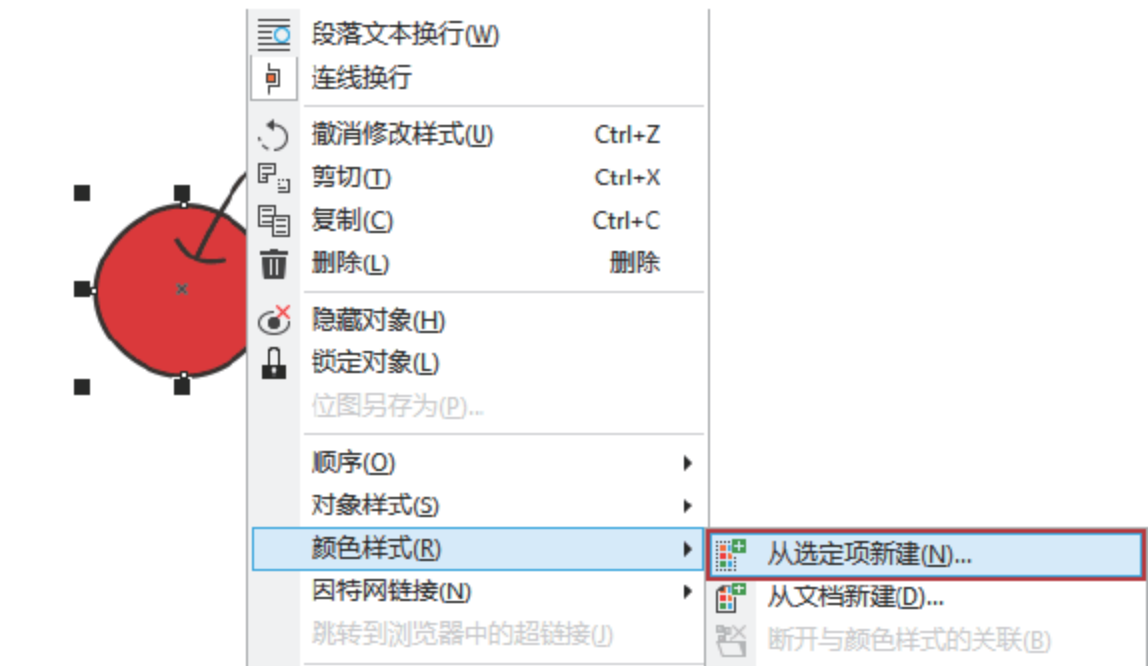 段落文本换行(W)
连线换行
撤消修改样式(U) Ctrl+Z
剪切(T) Ctrl+X
复制(C) Ctrl+C
删除(L) 删除
隐藏对象(H)
锁定对象(L)
位图另存为(P)...
顺序(O)
对象样式(S)
颜色样式(R)
从选定项新建(N)...
因特网链接(N)
从文档新建(D)...
跳转到浏览器中的超链接(J)
断开与颜色样式的关联(B)